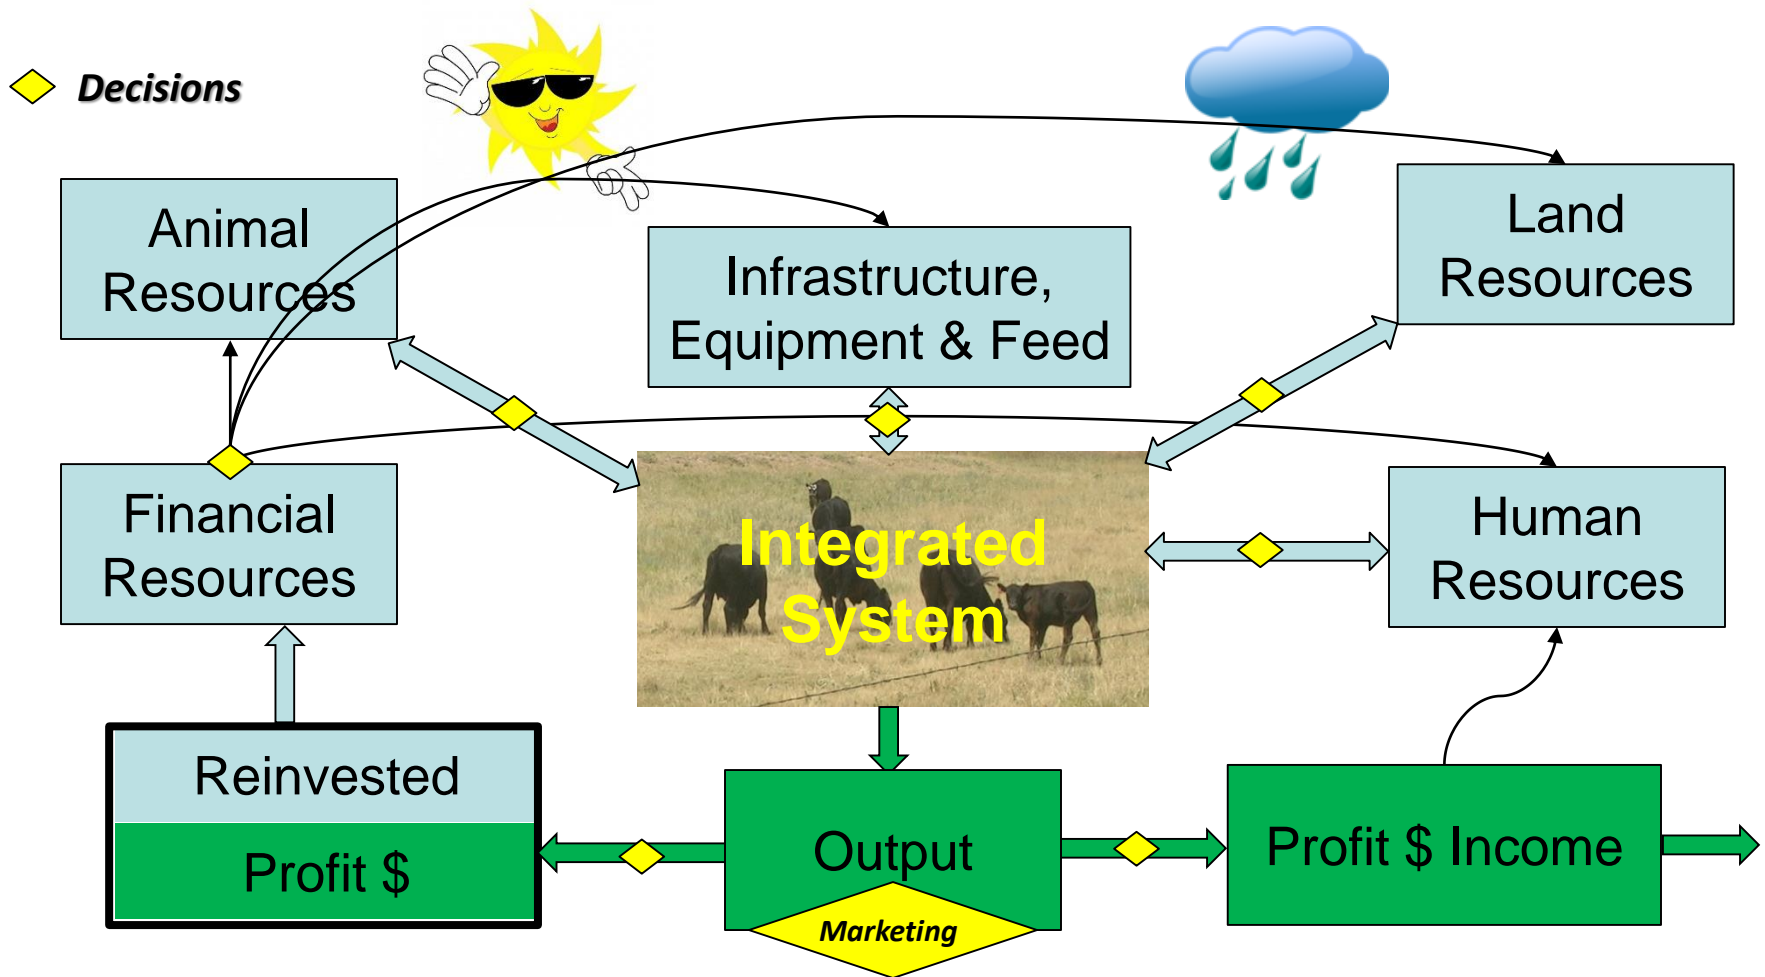 Decisions
Animal
Resources
Infrastructure,
Equipment & Feed
Land
Resources
Financial
Resources
Integrated
System
Human
Resources
Reinvested
Profit $
Output
Marketing
Profit $ Income